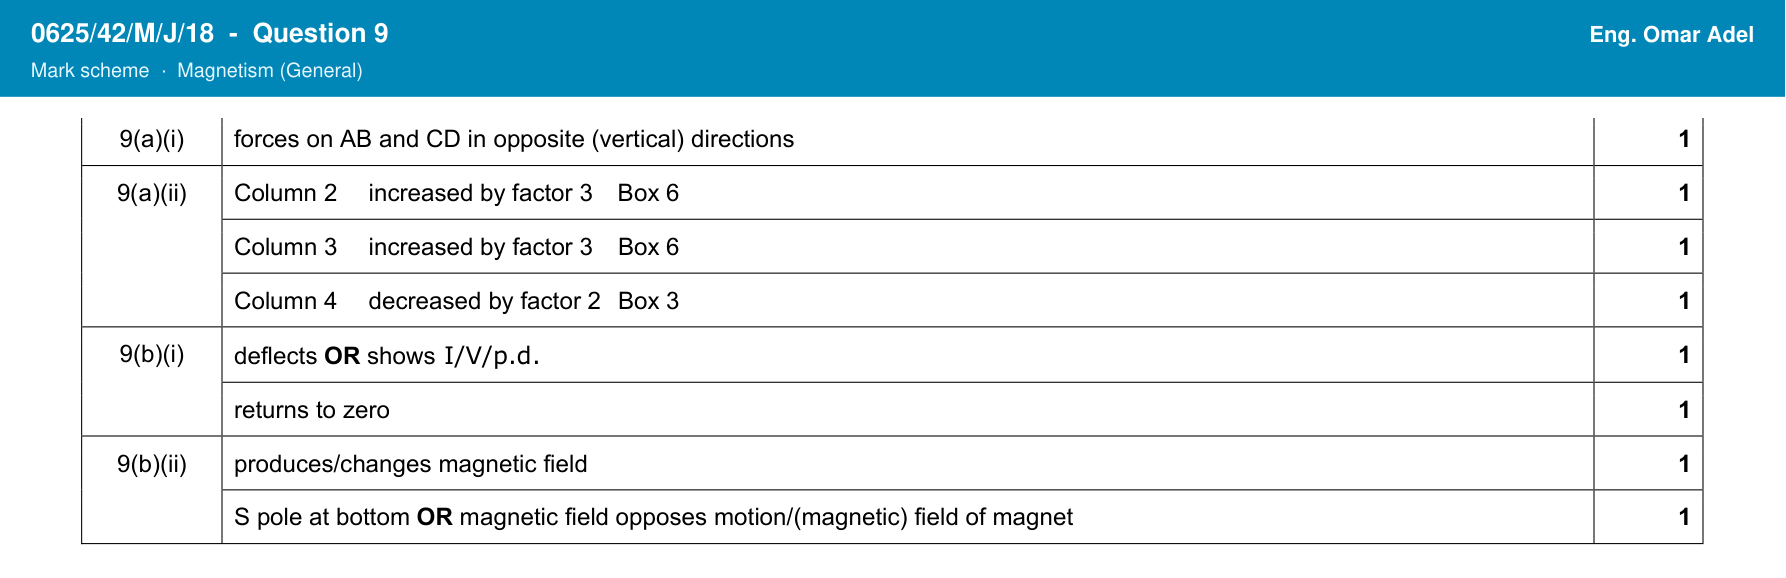 0625/42/M/J/18 - Question 9
Eng. Omar Adel
Mark scheme · Magnetism (General)
9(a)(i) forces on AB and CD in opposite (vertical) directions 1
9(a)(ii) Column 2 increased by factor 3 Box 6 1
Column 3 increased by factor 3 Box 6 1
Column 4 decreased by factor 2 Box 3 1
9(b)(i) deflects OR shows I/V/p.d. 1
returns to zero 1
9(b)(ii) produces/changes magnetic field 1
S pole at bottom OR magnetic field opposes motion/(magnetic) field of magnet 1